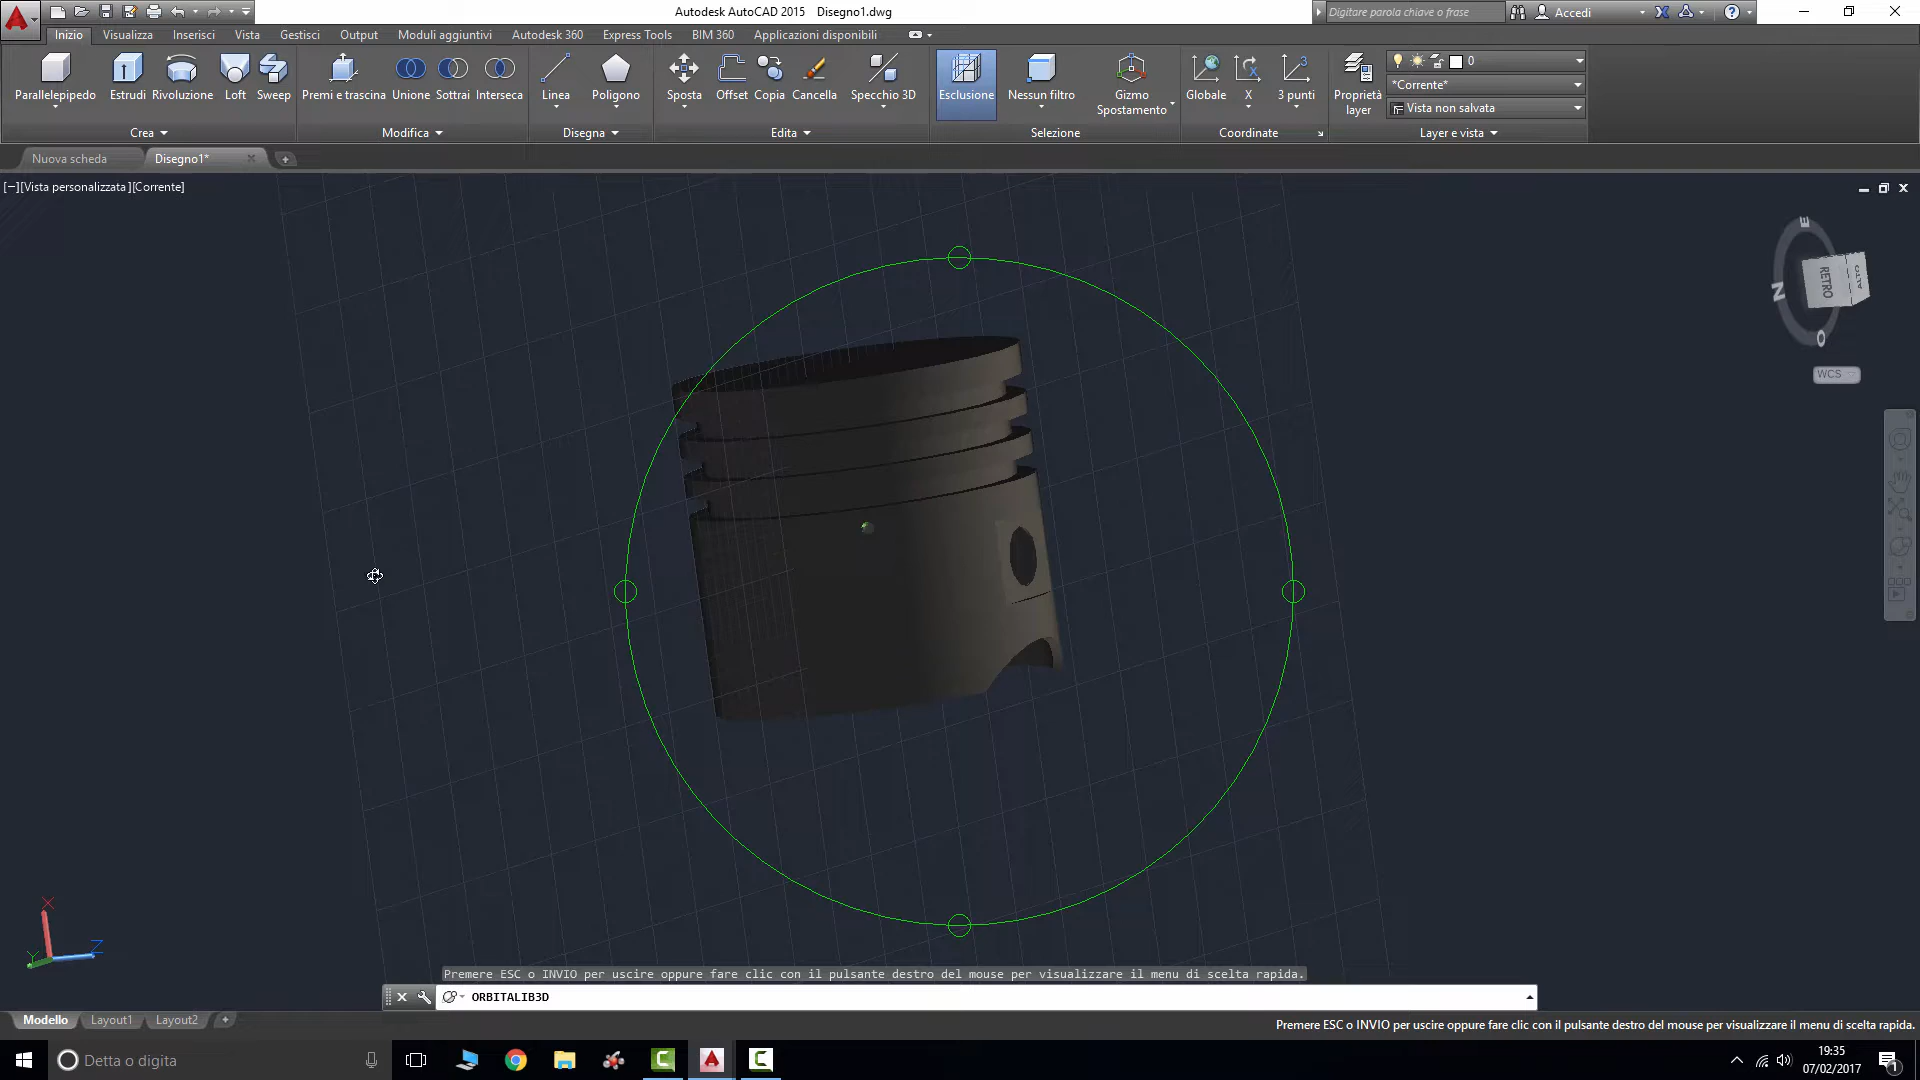 Autodesk AutoCAD 2015 Disegno1.dwg
Digitare parola chiave o frase
Accedi
Inizio Visualizza Inserisci Vista Gestisci Output Moduli aggiuntivi Autodesk 360 Express Tools BIM 360 Applicazioni disponibili
Parallelepipedo Estrudi Rivoluzione Loft Sweep
Premi e trascina Unione Sottrai Interseca
Linea Poligono
Sposta Offset Copia Cancella Specchio 3D
Esclusione Nessun filtro Gizmo Spostamento
Globale X 3 punti
Proprietà layer
0
*Corrente*
Vista non salvata
Crea Modifica Disegna Edita Selezione Coordinate Layer e vista
Nuova scheda Disegno1*
[−][Vista personalizzata][Corrente]
E
RETRO
ALTO
N
O
WCS
X
Y
Z
Premere ESC o INVIO per uscire oppure fare clic con il pulsante destro del mouse per visualizzare il menu di scelta rapida.
ORBITALIB3D
Modello Layout1 Layout2
Premere ESC o INVIO per uscire oppure fare clic con il pulsante destro del mouse per visualizzare il menu di scelta rapida.
Detta o digita
19:35
07/02/2017
1